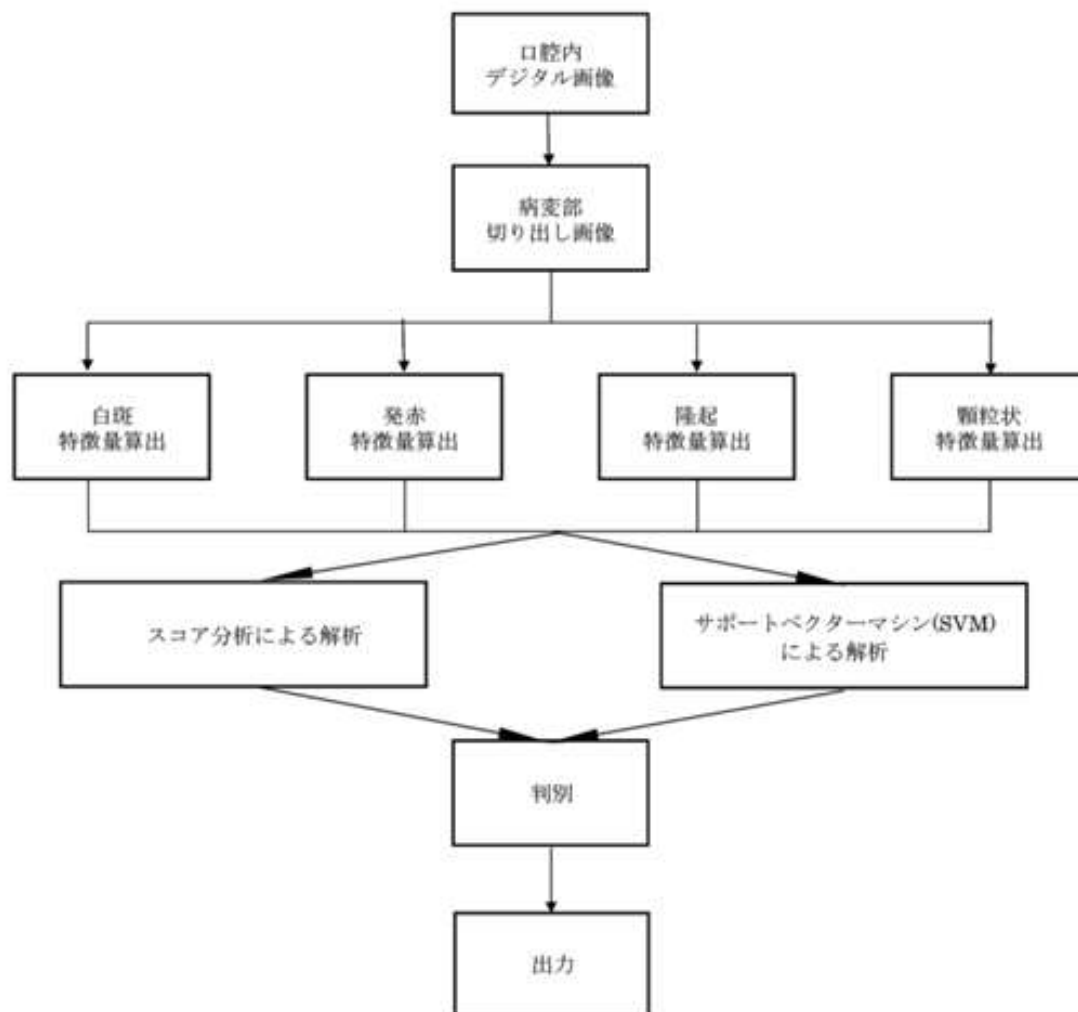 口腔内
デジタル画像
病変部
切り出し画像
白斑
特徴量算出
発赤
特徴量算出
隆起
特徴量算出
顆粒状
特徴量算出
スコア分析による解析
サポートベクターマシン(SVM)
による解析
判別
出力